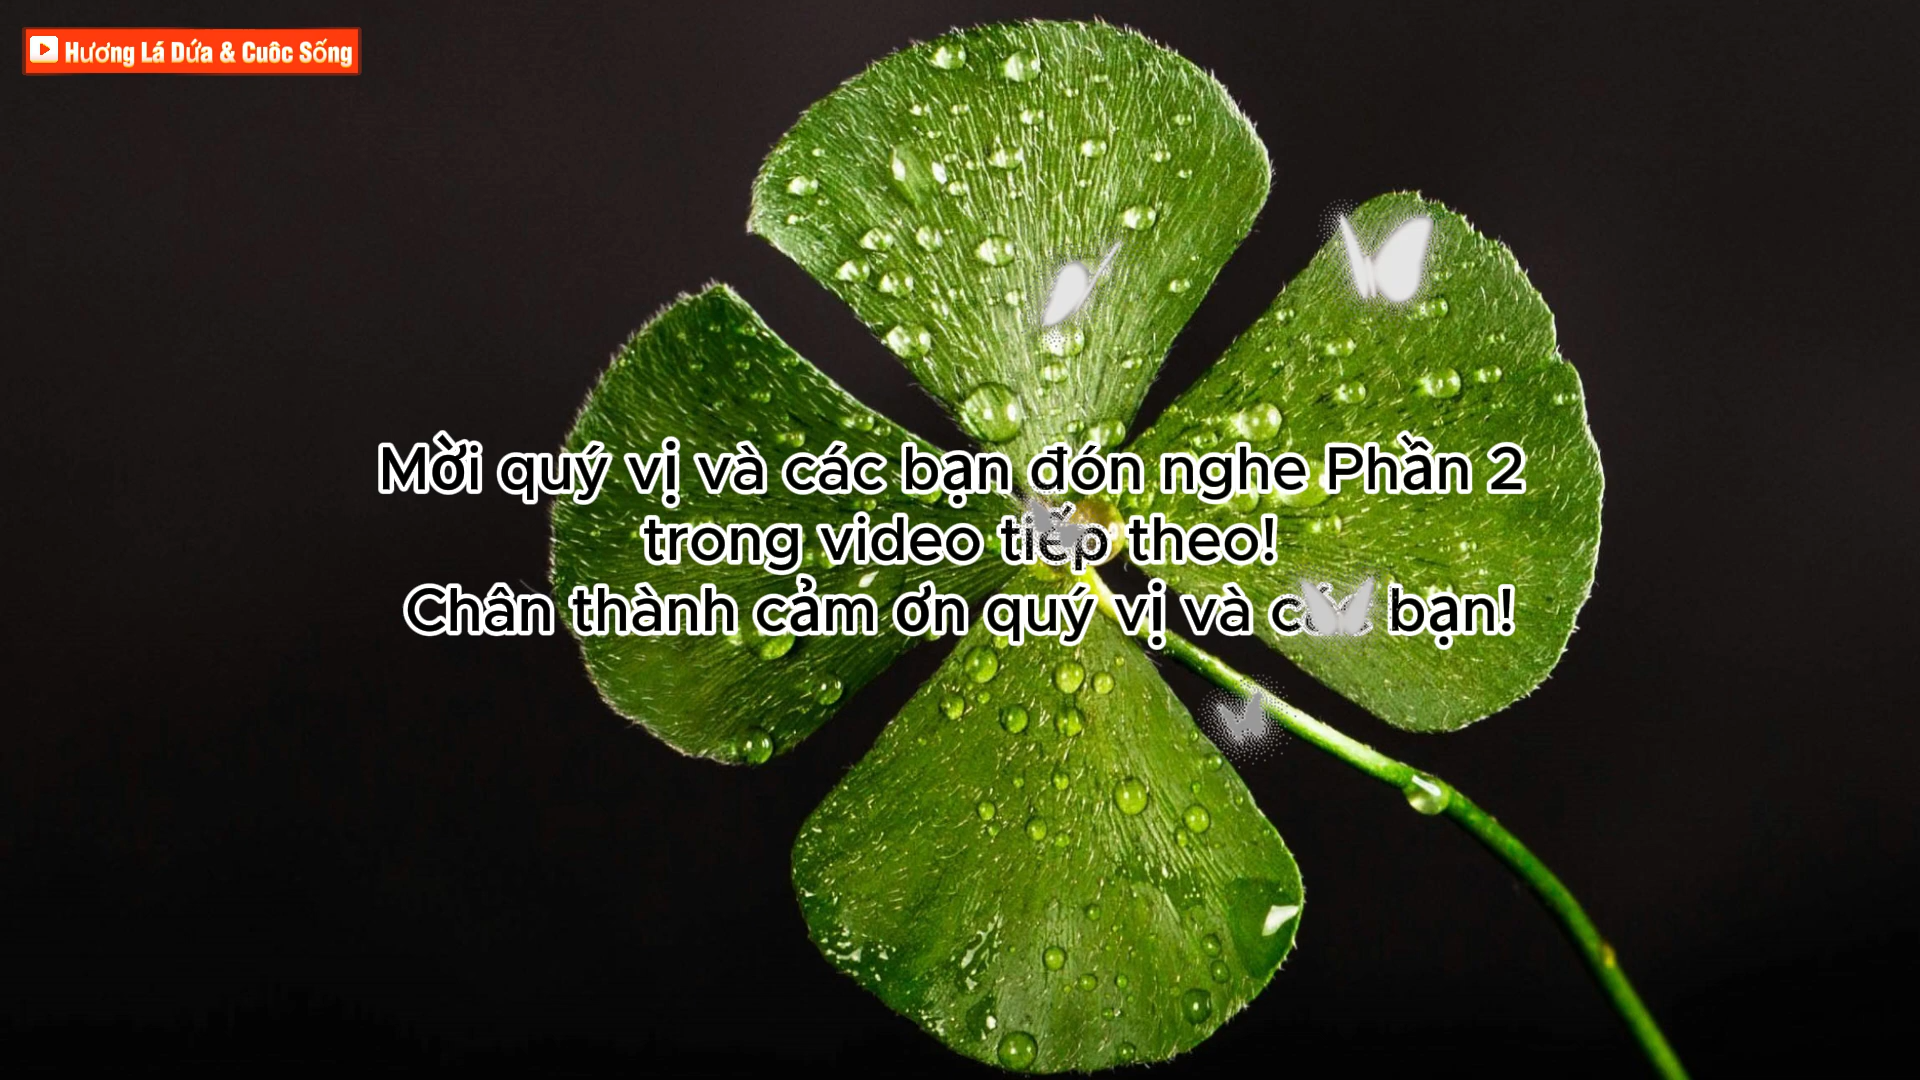 Hương Lá Dứa & Cuôc Sống
Mời quý vị và các bạn đón nghe Phần 2
trong video tiếp theo!
Chân thành cảm ơn quý vị và các bạn!